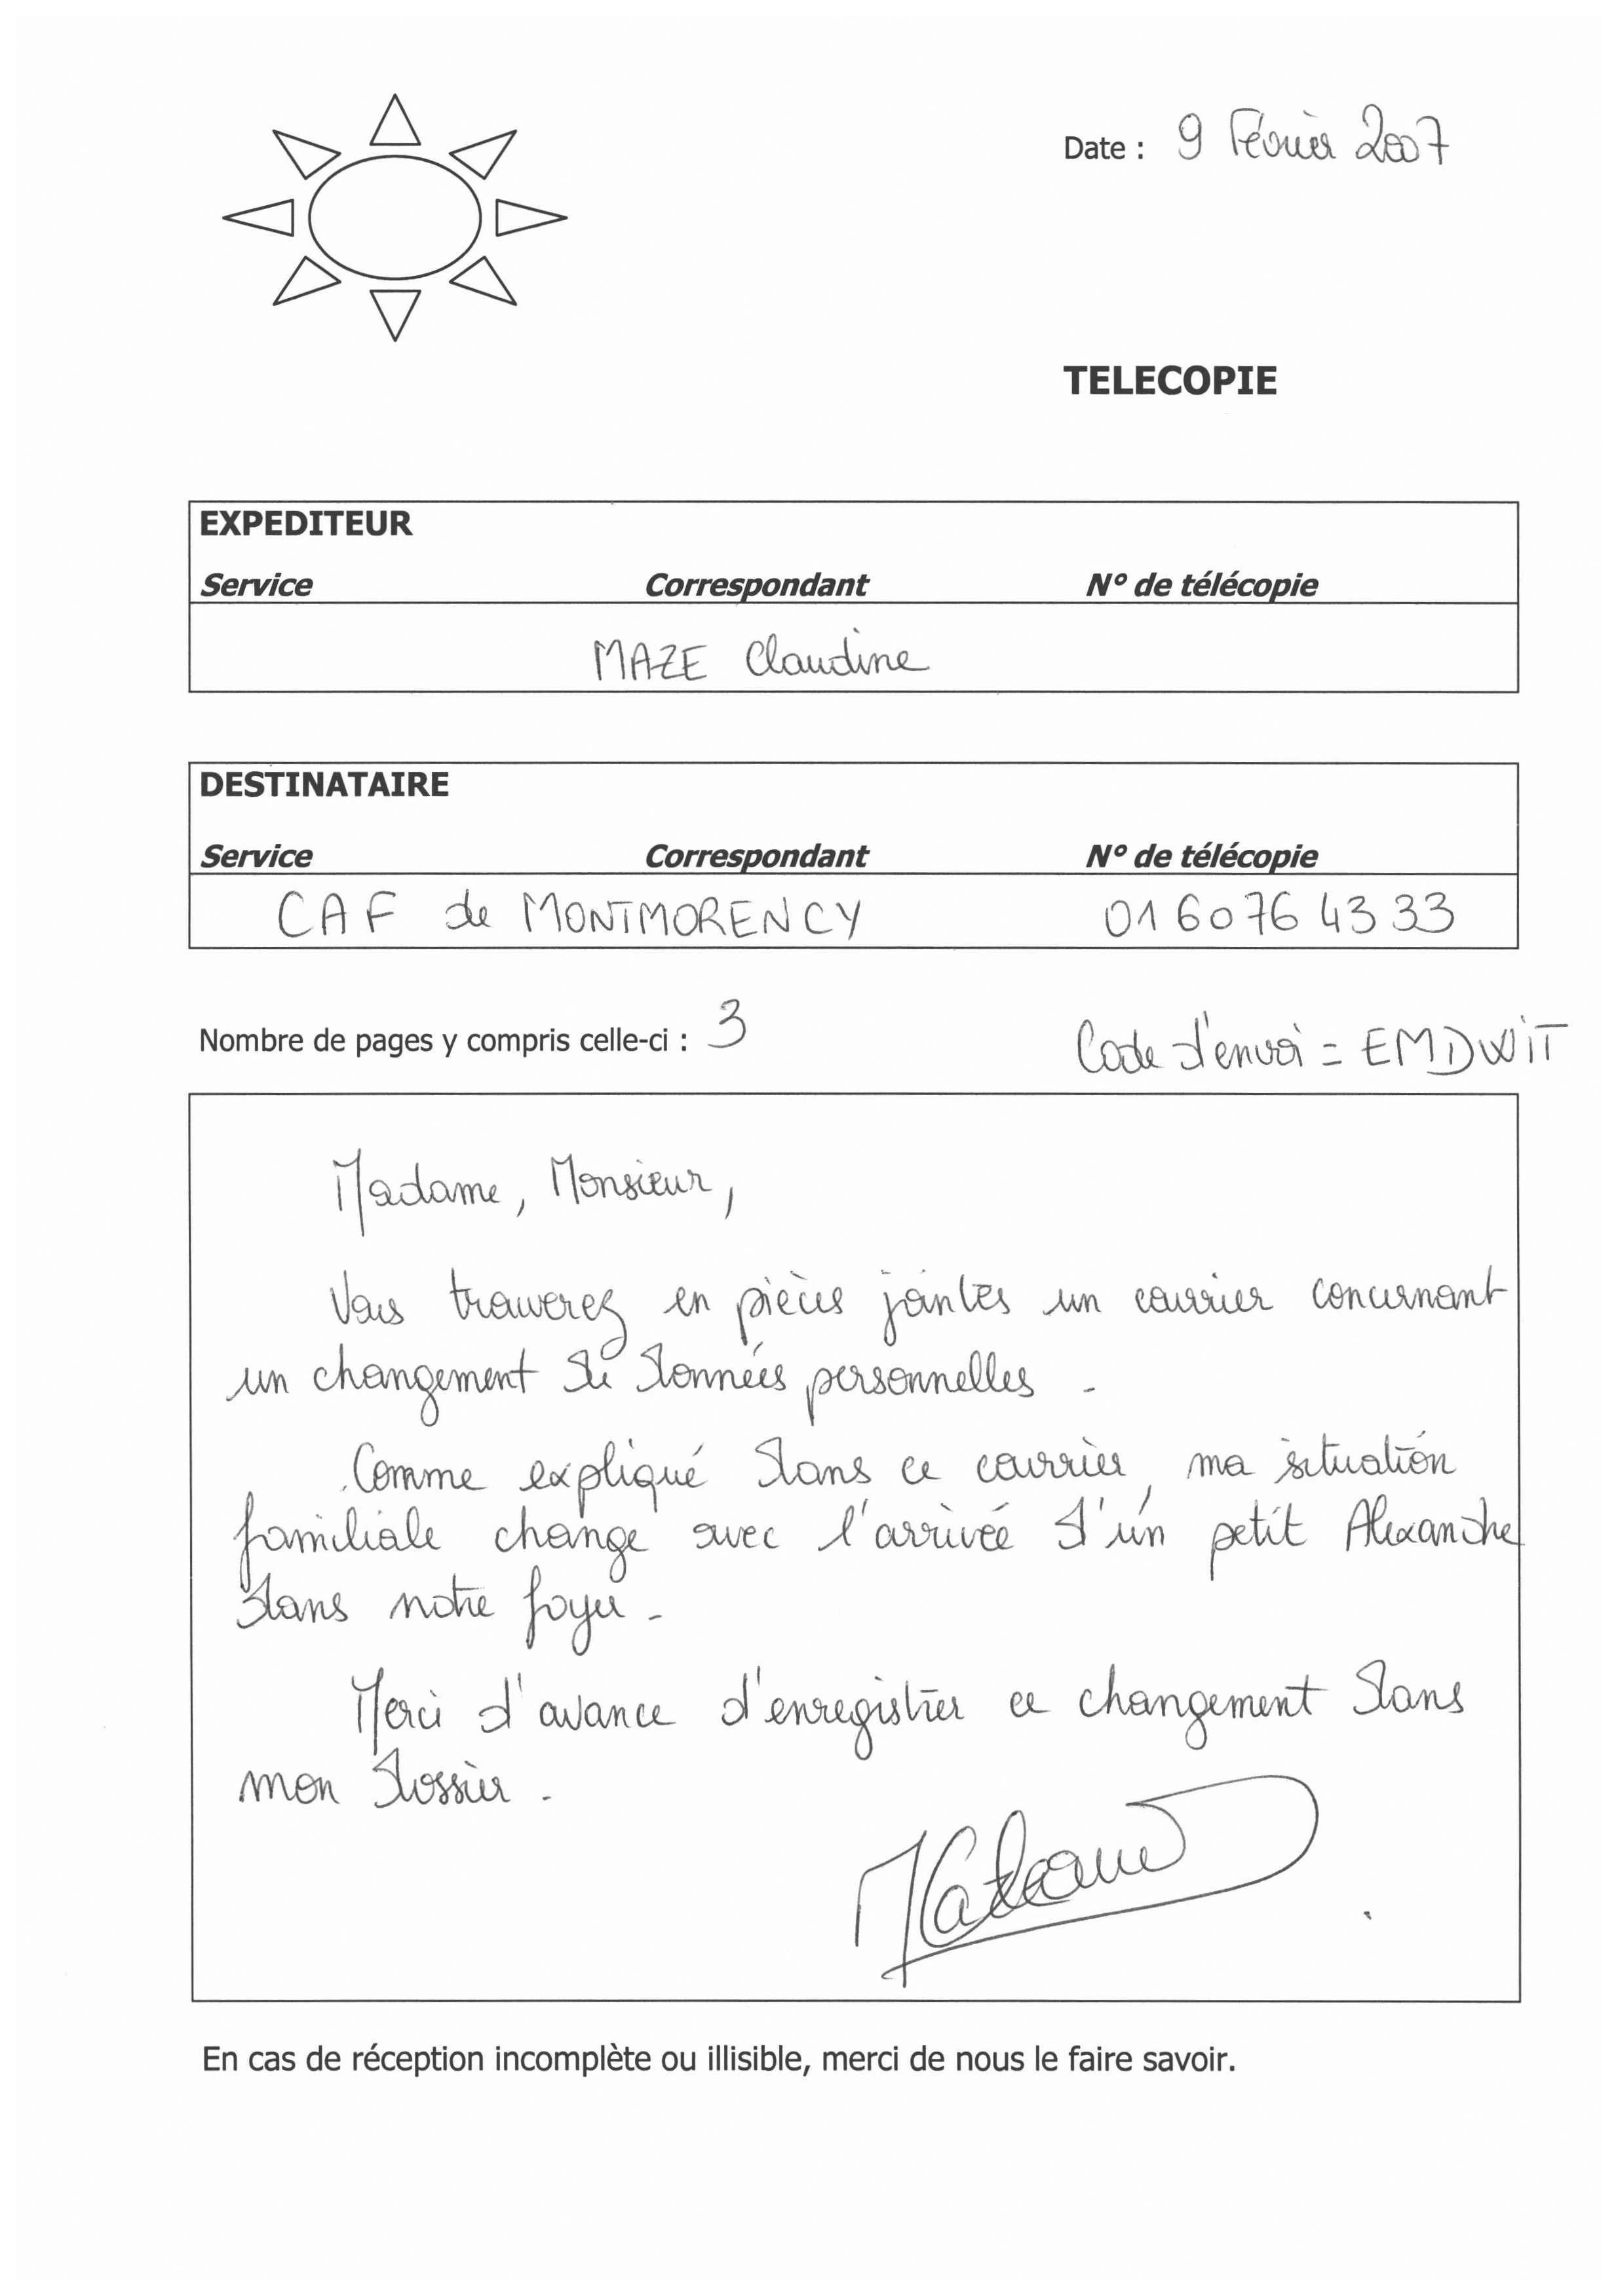 Date : 9 Février 2007
TELECOPIE
EXPEDITEUR
Service Correspondant N° de télécopie
MAZE Claudine
DESTINATAIRE
Service Correspondant N° de télécopie
CAF de MONTMORENCY 01 60 76 43 33
Nombre de pages y compris celle-ci : 3
Code d'envoi = EMDWIT
Madame, Monsieur,
Vous trouverez en pièces jointes un courrier concernant
un changement de données personnelles.
Comme expliqué dans ce courrier, ma situation
familiale change avec l'arrivée d'un petit Alexandre
dans notre foyer.
Merci d'avance d'enregistrer ce changement dans
mon dossier.
En cas de réception incomplète ou illisible, merci de nous le faire savoir.